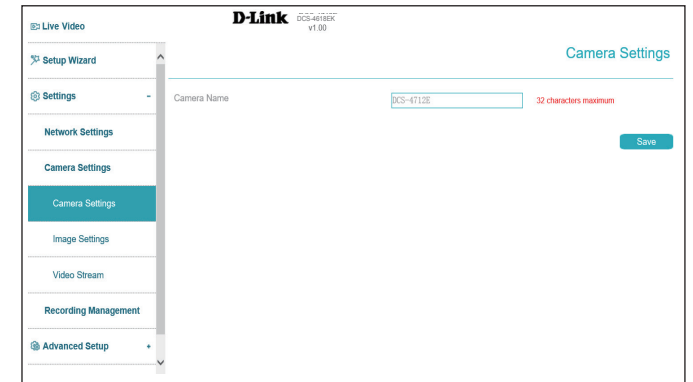 Live Video
D-Link
DCS-4618EK
v1.00
Setup Wizard
Camera Settings
Settings -
Camera Name
DCS-4712E
32 characters maximum
Network Settings
Save
Camera Settings
Camera Settings
Image Settings
Video Stream
Recording Management
Advanced Setup +